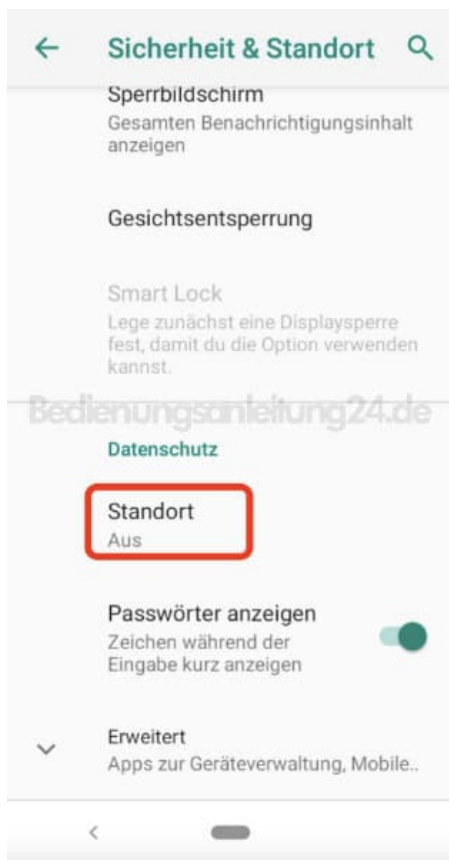 Sicherheit & Standort
Sperrbildschirm
Gesamten Benachrichtigungsinhalt
anzeigen
Gesichtsentsperrung
Smart Lock
Lege zunächst eine Displaysperre
fest, damit du die Option verwenden
kannst.
Bedienungsanleitung24.de
Datenschutz
Standort
Aus
Passwörter anzeigen
Zeichen während der
Eingabe kurz anzeigen
Erweitert
Apps zur Geräteverwaltung, Mobile..